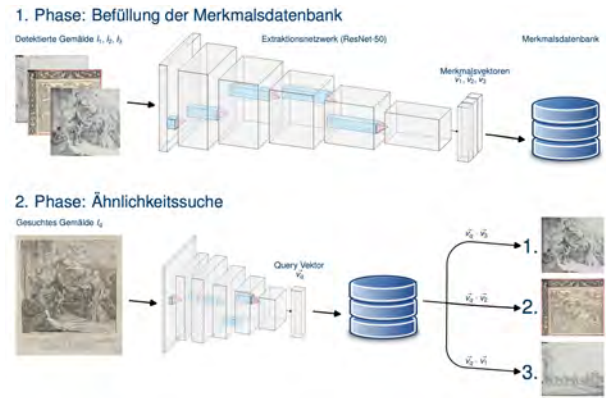 1. Phase: Befüllung der Merkmalsdatenbank
Detektierte Gemälde I₁, I₂, I₃
Extraktionsnetzwerk (ResNet-50)
Merkmalsdatenbank
Merkmalsvektoren
v⃗₁, v⃗₂, v⃗₃
2. Phase: Ähnlichkeitssuche
Gesuchtes Gemälde I_q
Query Vektor
v⃗_q
v⃗_q · v⃗₃
1.
v⃗_q · v⃗₂
2.
v⃗_q · v⃗₁
3.